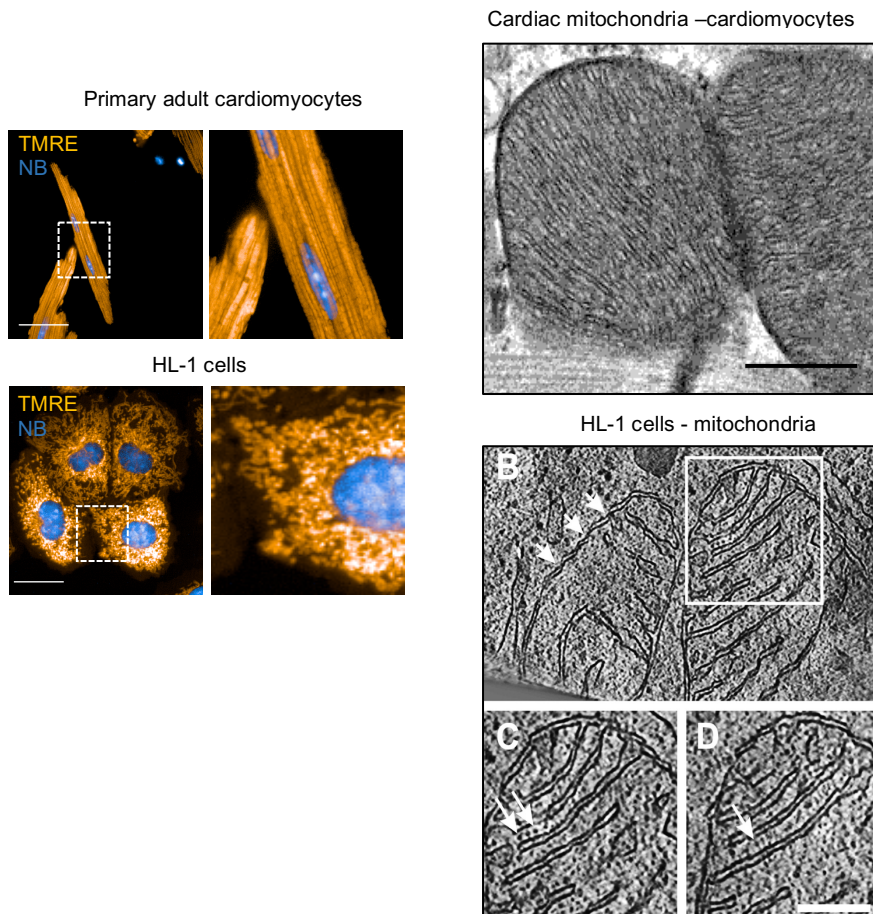 Cardiac mitochondria –cardiomyocytes
Primary adult cardiomyocytes
TMRE
NB
HL-1 cells
TMRE
NB
HL-1 cells - mitochondria
B
C
D